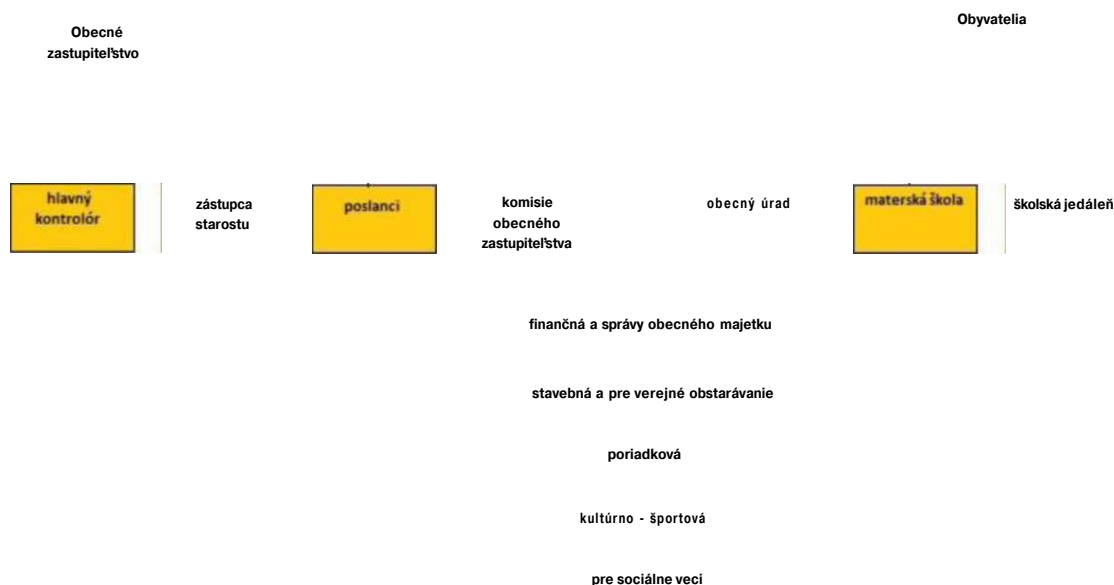 Obecné
zastupiteľstvo
Obyvatelia
hlavný
kontrolór
zástupca
starostu
poslanci
komisie
obecného
zastupiteľstva
obecný úrad
materská škola
školská jedáleň
finančná a správy obecného majetku
stavebná a pre verejné obstarávanie
poriadková
kultúrno - športová
pre sociálne veci